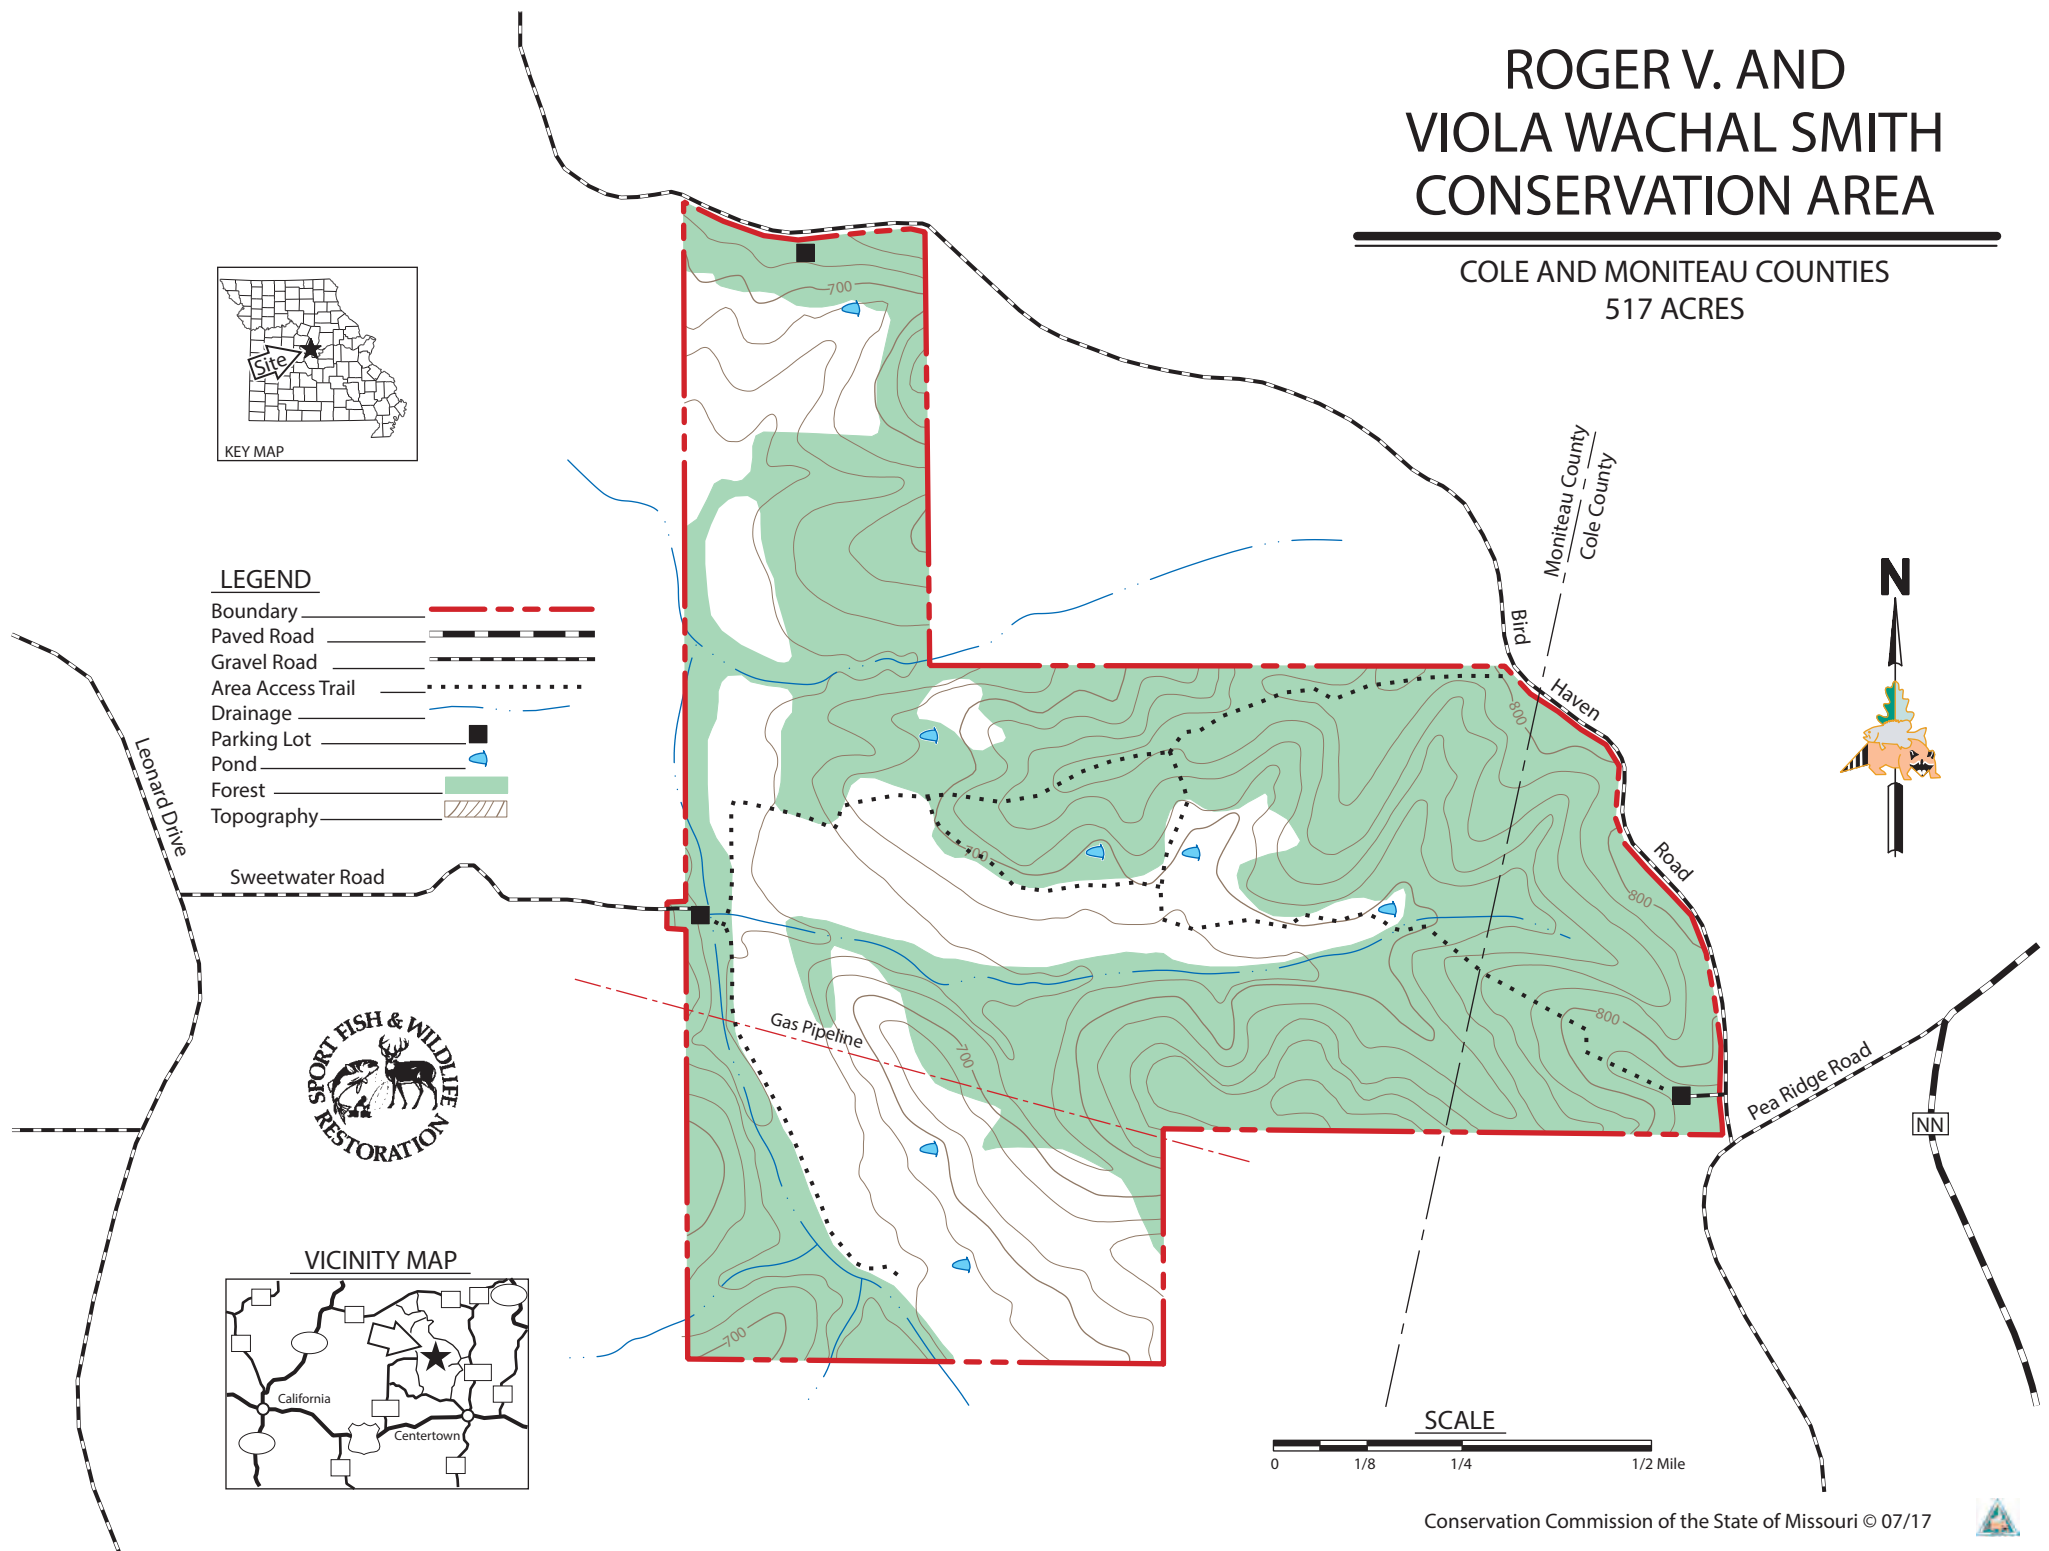 ROGER V. AND
VIOLA WACHAL SMITH
CONSERVATION AREA
COLE AND MONITEAU COUNTIES
517 ACRES
Site
KEY MAP
LEGEND
Boundary
Paved Road
Gravel Road
Area Access Trail
Drainage
Parking Lot
Pond
Forest
Topography
700
Moniteau County
Cole County
N
Bird
Haven
Road
800
Leonard Drive
Sweetwater Road
700
800
800
Gas Pipeline
700
Pea Ridge Road
NN
SPORT FISH & WILDLIFE
RESTORATION
700
VICINITY MAP
California
Centertown
SCALE
0 1/8 1/4 1/2 Mile
Conservation Commission of the State of Missouri © 07/17